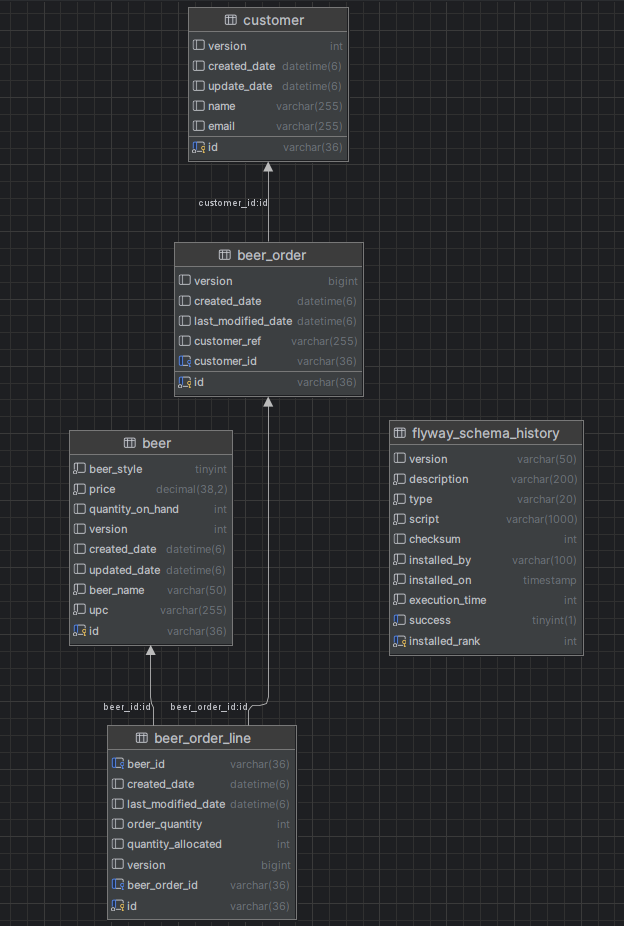 customer
version int
created_date datetime(6)
update_date datetime(6)
name varchar(255)
email varchar(255)
id varchar(36)
customer_id:id
beer_order
version bigint
created_date datetime(6)
last_modified_date datetime(6)
customer_ref varchar(255)
customer_id varchar(36)
id varchar(36)
beer
beer_style tinyint
price decimal(38,2)
quantity_on_hand int
version int
created_date datetime(6)
updated_date datetime(6)
beer_name varchar(50)
upc varchar(255)
id varchar(36)
flyway_schema_history
version varchar(50)
description varchar(200)
type varchar(20)
script varchar(1000)
checksum int
installed_by varchar(100)
installed_on timestamp
execution_time int
success tinyint(1)
installed_rank int
beer_id:id
beer_order_id:id
beer_order_line
beer_id varchar(36)
created_date datetime(6)
last_modified_date datetime(6)
order_quantity int
quantity_allocated int
version bigint
beer_order_id varchar(36)
id varchar(36)